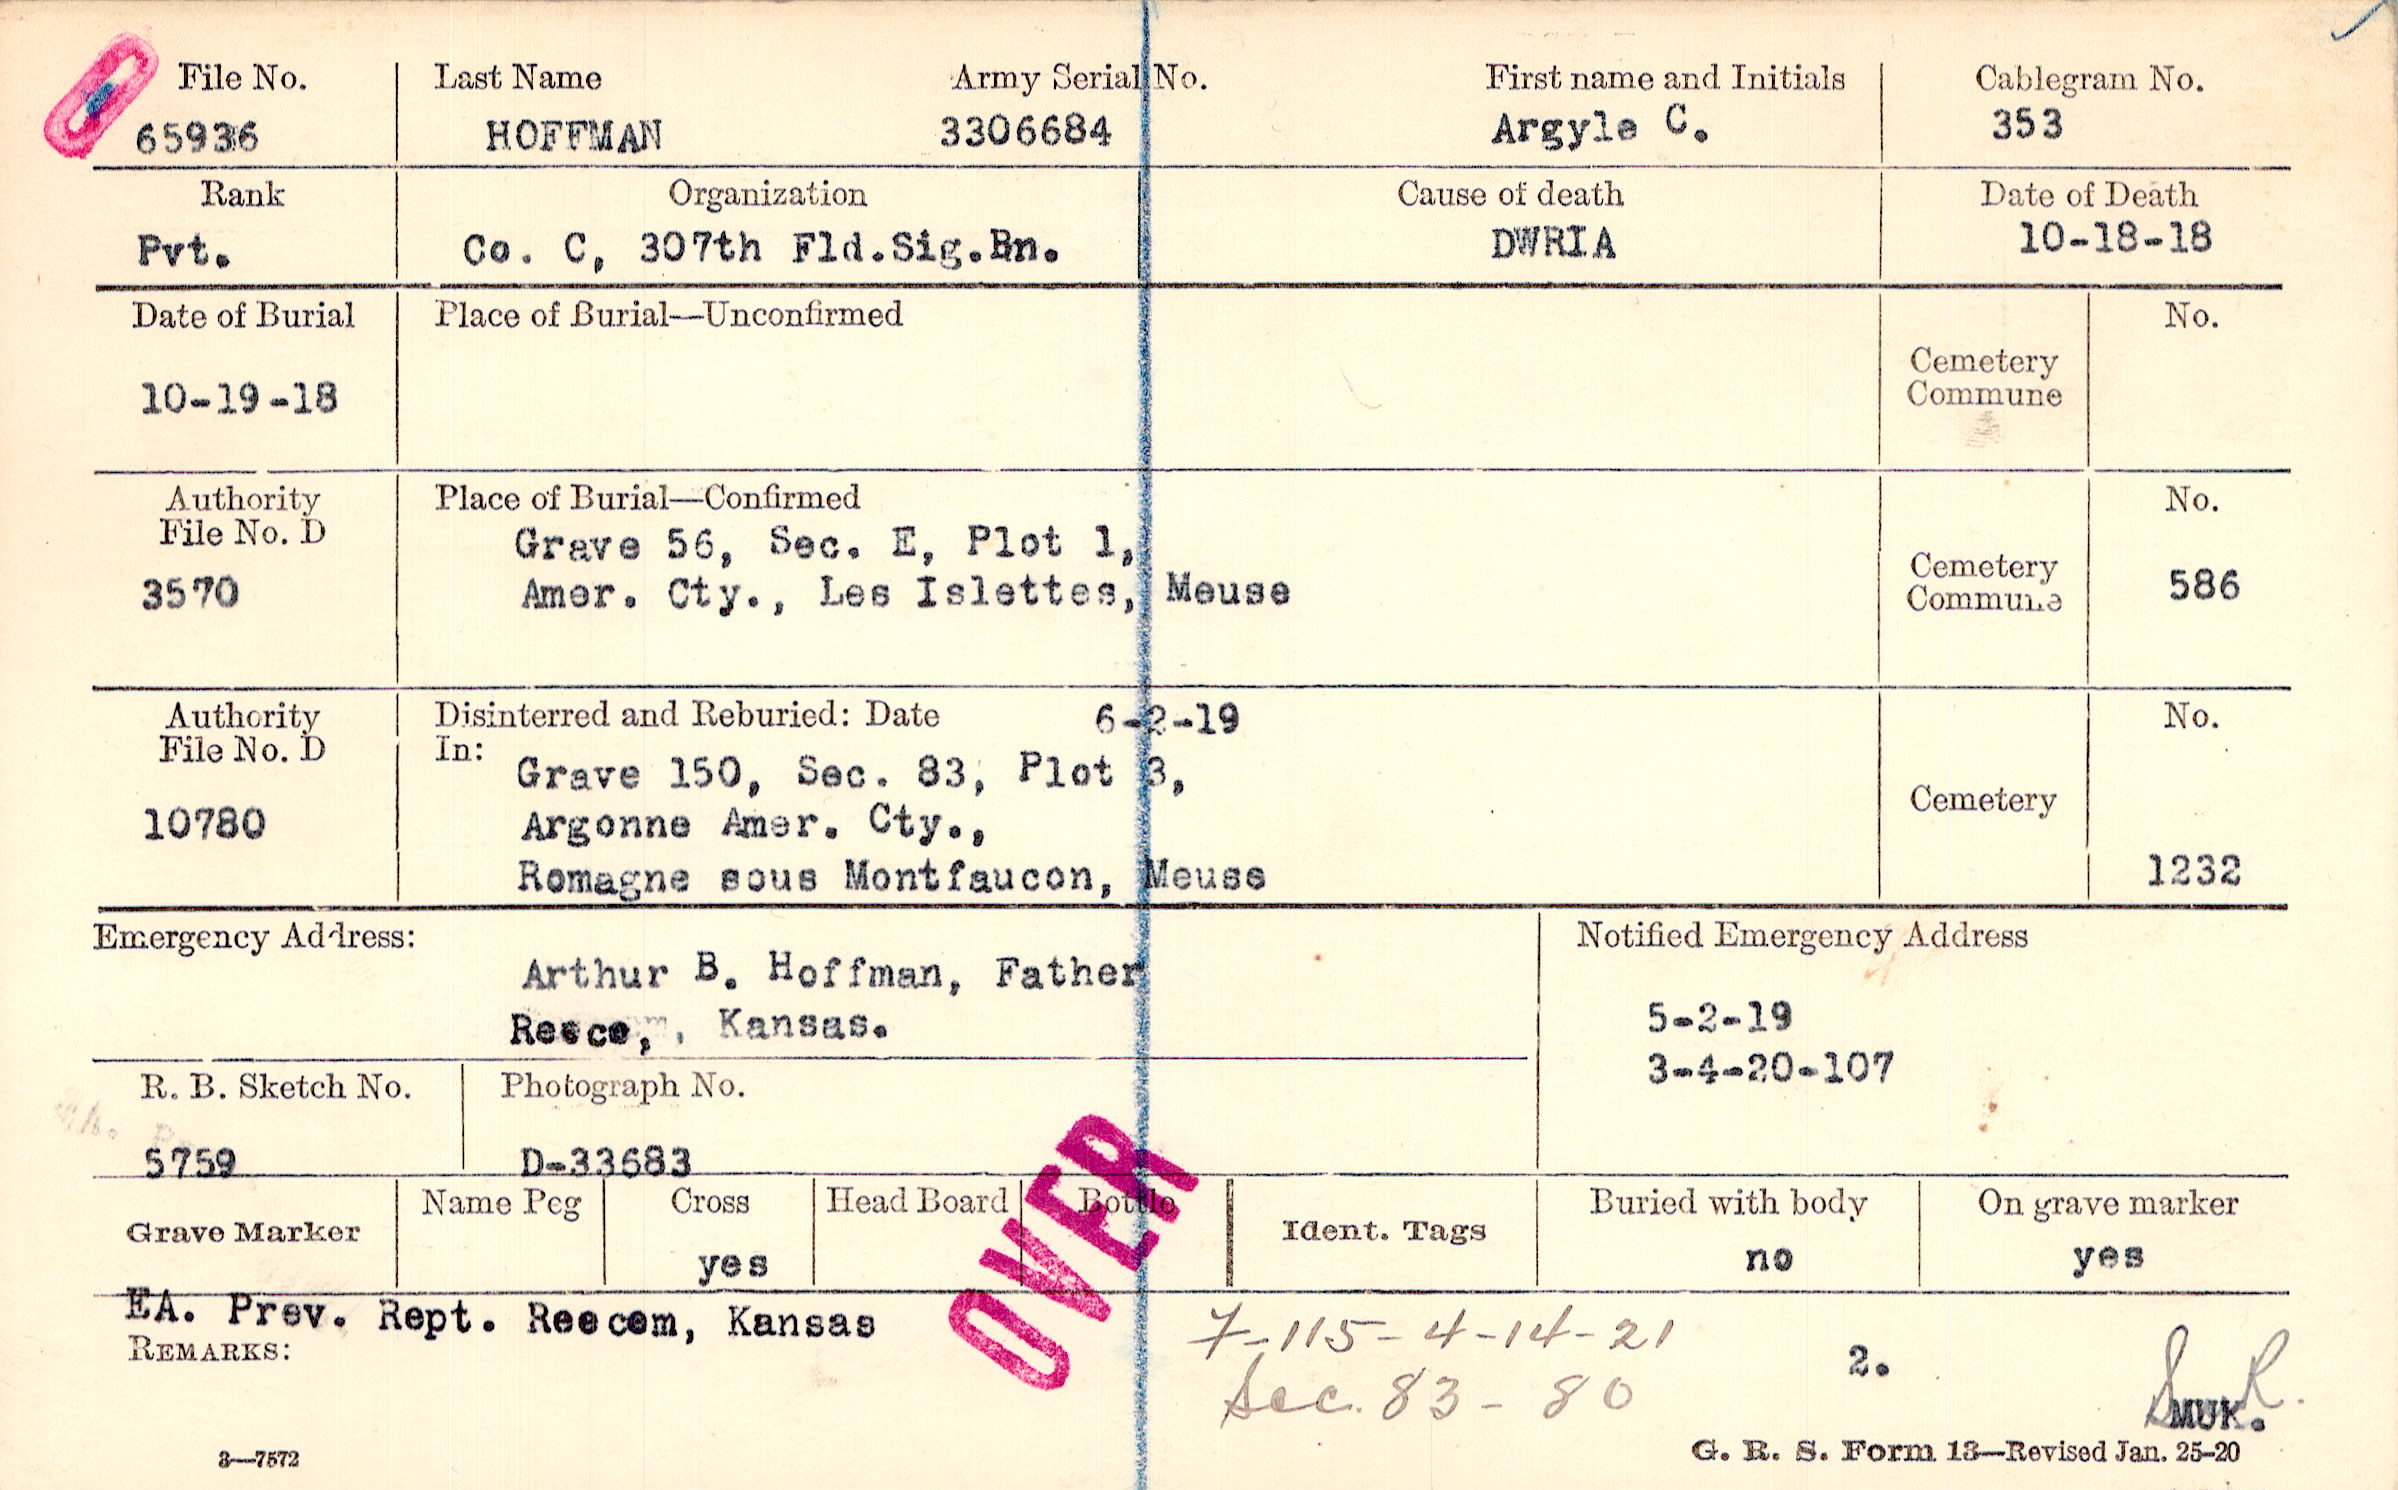 File No. Last Name Army Serial No. First name and Initials Cablegram No.
65936 HOFFMAN 3306684 Argyle C. 353
Rank Organization Cause of death Date of Death
Pvt. Co. C, 307th Fld.Sig.Bn. DWRIA 10-18-18
Date of Burial Place of Burial—Unconfirmed No.
Cemetery
Commune
10-19-18
Authority Place of Burial—Confirmed No.
File No. D
Grave 56, Sec. E, Plot 1,
Cemetery
3570 Amer. Cty., Les Islettes, Meuse 586
Commune
Authority Disinterred and Reburied: Date 6-2-19 No.
File No. D In:
Grave 150, Sec. 83, Plot 3,
Cemetery
10780 Argonne Amer. Cty.,
Romagne sous Montfaucon, Meuse 1232
Emergency Address: Notified Emergency Address
Arthur B. Hoffman, Father
Reece, Kansas.
5-2-19
3-4-20-107
R. B. Sketch No. Photograph No.
5759 D-33683
OVER
Name Peg Cross Head Board Bottle Buried with body On grave marker
Grave Marker Ident. Tags
yes no yes
EA. Prev. Rept. Reecem, Kansas
REMARKS:
7-115-4-14-21
Sec. 83-80
2.
MUK.
3—7572
G. R. S. Form 13—Revised Jan. 25-20